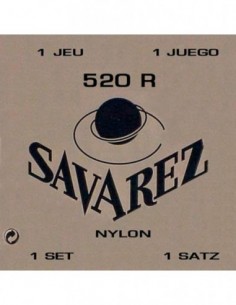 1 JEU 1 JUEGO
520 R
SAVAREZ
NYLON
1 SET 1 SATZ